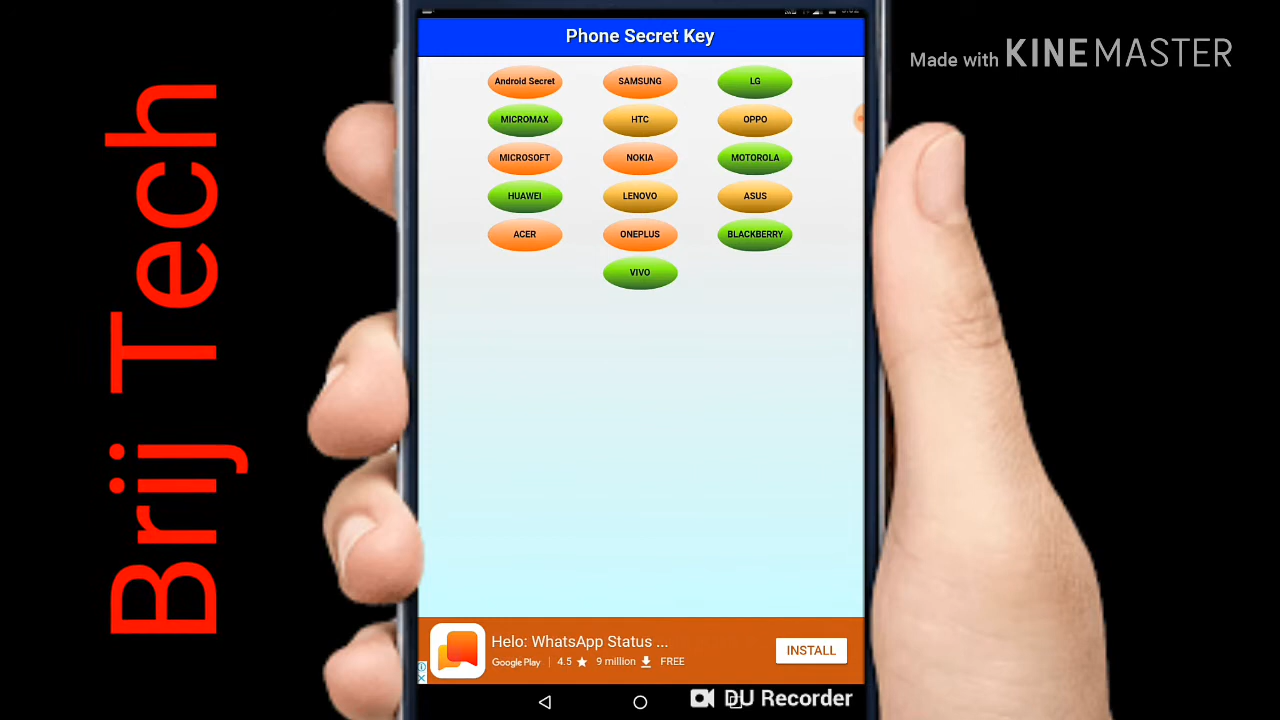 Brij Tech
Made with KINEMASTER
Phone Secret Key
Android Secret SAMSUNG LG
MICROMAX HTC OPPO
MICROSOFT NOKIA MOTOROLA
HUAWEI LENOVO ASUS
ACER ONEPLUS BLACKBERRY
VIVO
Helo: WhatsApp Status ...
Google Play 4.5 ★ 9 million FREE
INSTALL
DU Recorder